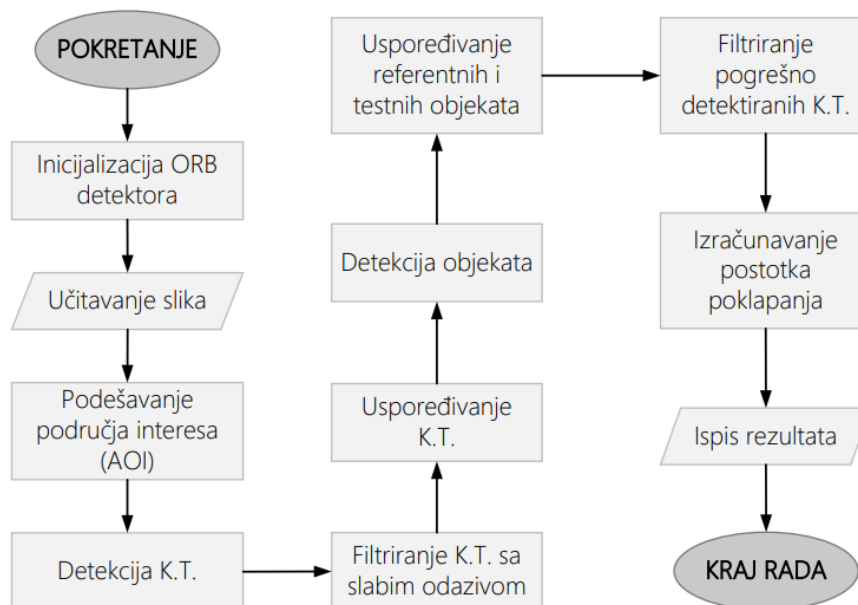 POKRETANJE
Inicijalizacija ORB
detektora
Učitavanje slika
Podešavanje
područja interesa
(AOI)
Detekcija K.T.
Filtriranje K.T. sa
slabim odazivom
Uspoređivanje
K.T.
Detekcija objekata
Uspoređivanje
referentnih i
testnih objekata
Filtriranje
pogrešno
detektiranih K.T.
Izračunavanje
postotka
poklapanja
Ispis rezultata
KRAJ RADA